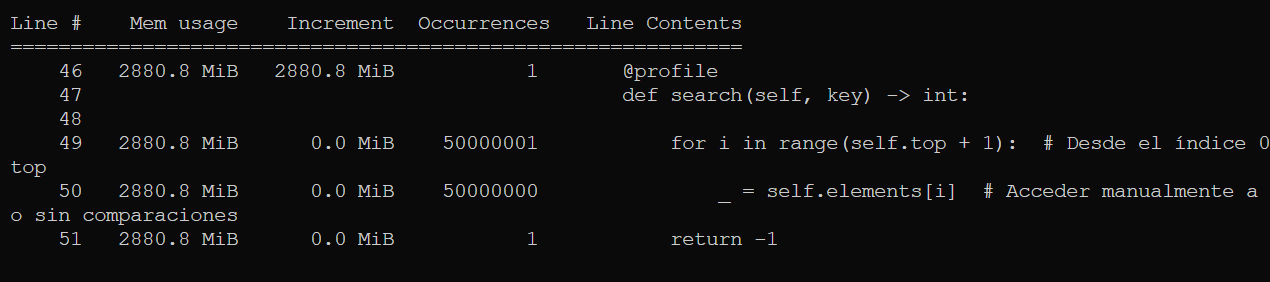 Line #    Mem usage    Increment  Occurrences   Line Contents
=============================================================
    46   2880.8 MiB   2880.8 MiB           1       @profile
    47                                             def search(self, key) -> int:
    48
    49   2880.8 MiB      0.0 MiB    50000001           for i in range(self.top + 1):  # Desde el índice 0
top
    50   2880.8 MiB      0.0 MiB    50000000               _ = self.elements[i]  # Acceder manualmente a
o sin comparaciones
    51   2880.8 MiB      0.0 MiB           1           return -1